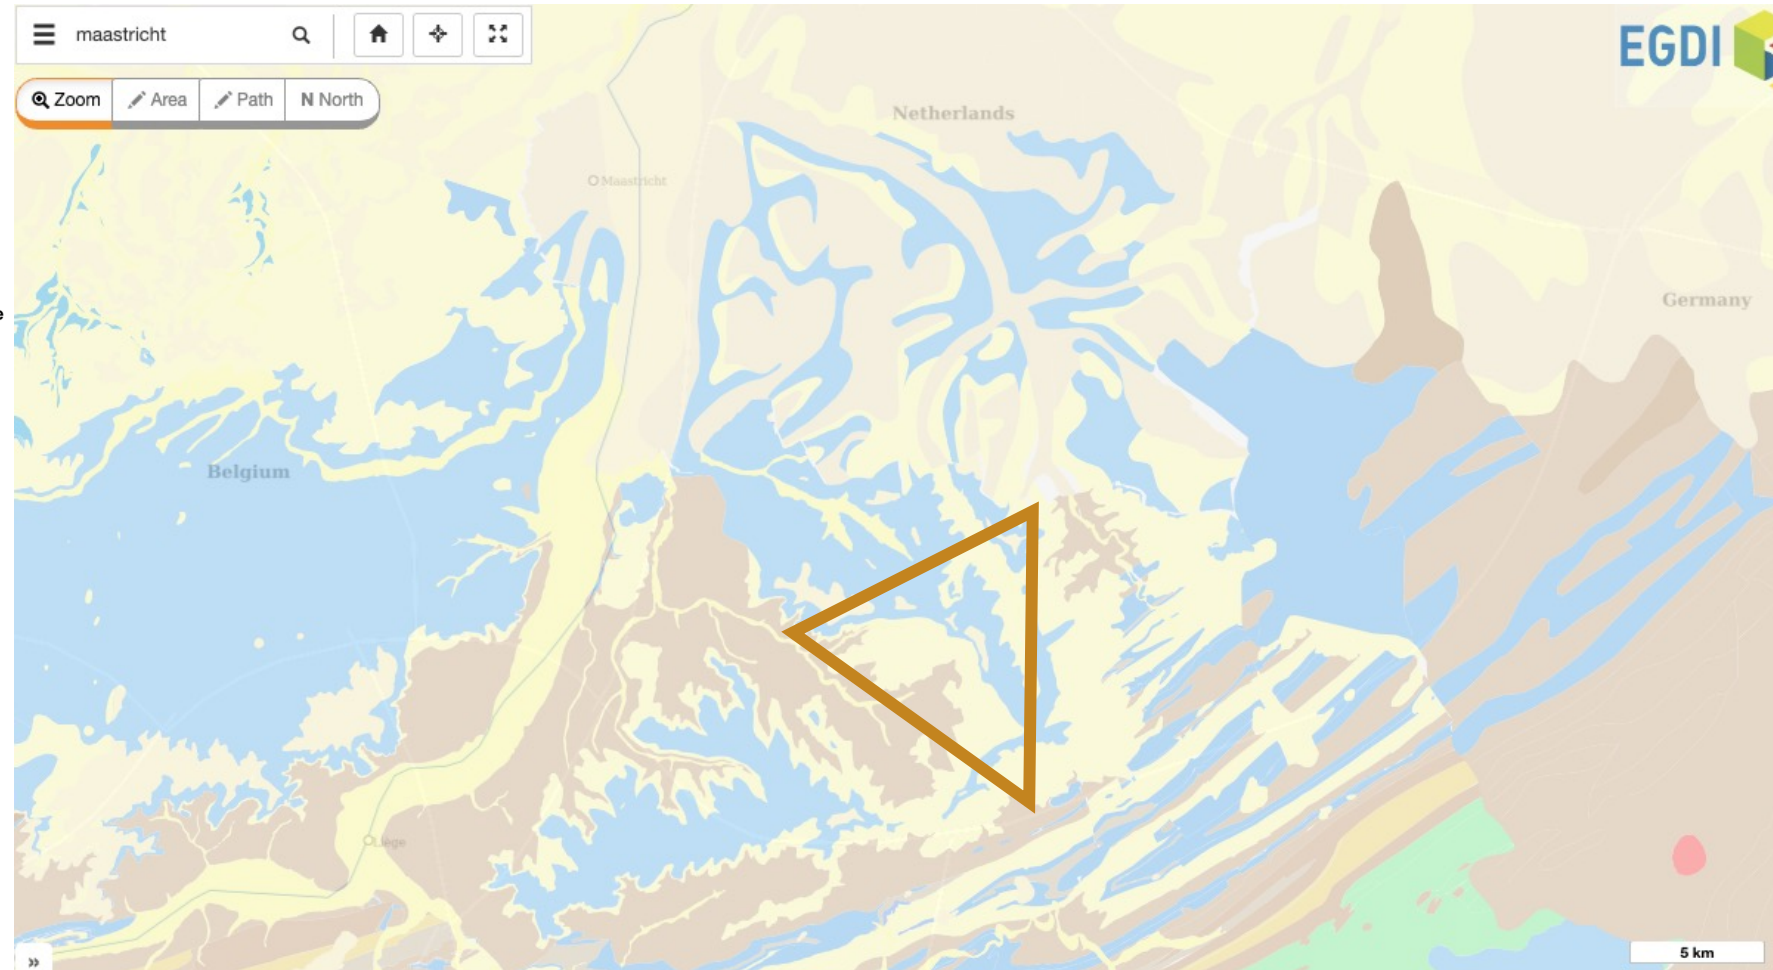 maastricht
EGDI
Zoom
Area
Path
N North
Netherlands
Maastricht
e
Germany
Belgium
Liège
»
5 km